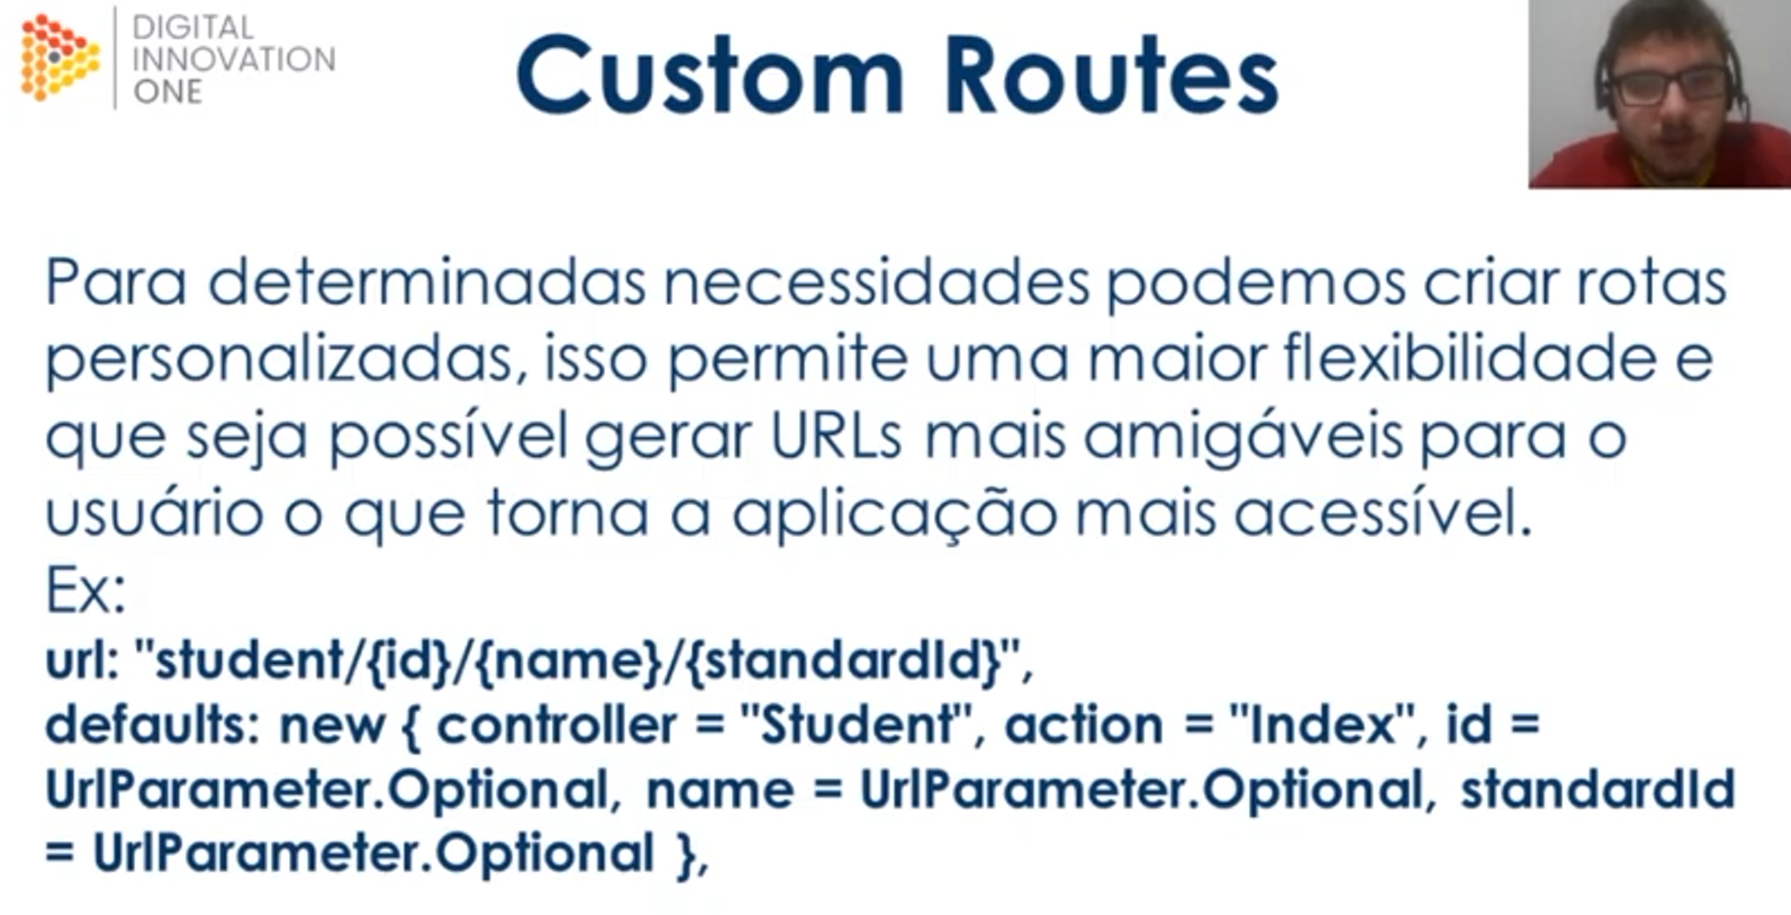 DIGITAL
INNOVATION
ONE
Custom Routes
Para determinadas necessidades podemos criar rotas
personalizadas, isso permite uma maior flexibilidade e
que seja possível gerar URLs mais amigáveis para o
usuário o que torna a aplicação mais acessível.
Ex:
url: "student/{id}/{name}/{standardId}",
defaults: new { controller = "Student", action = "Index", id =
UrlParameter.Optional, name = UrlParameter.Optional, standardId
= UrlParameter.Optional },